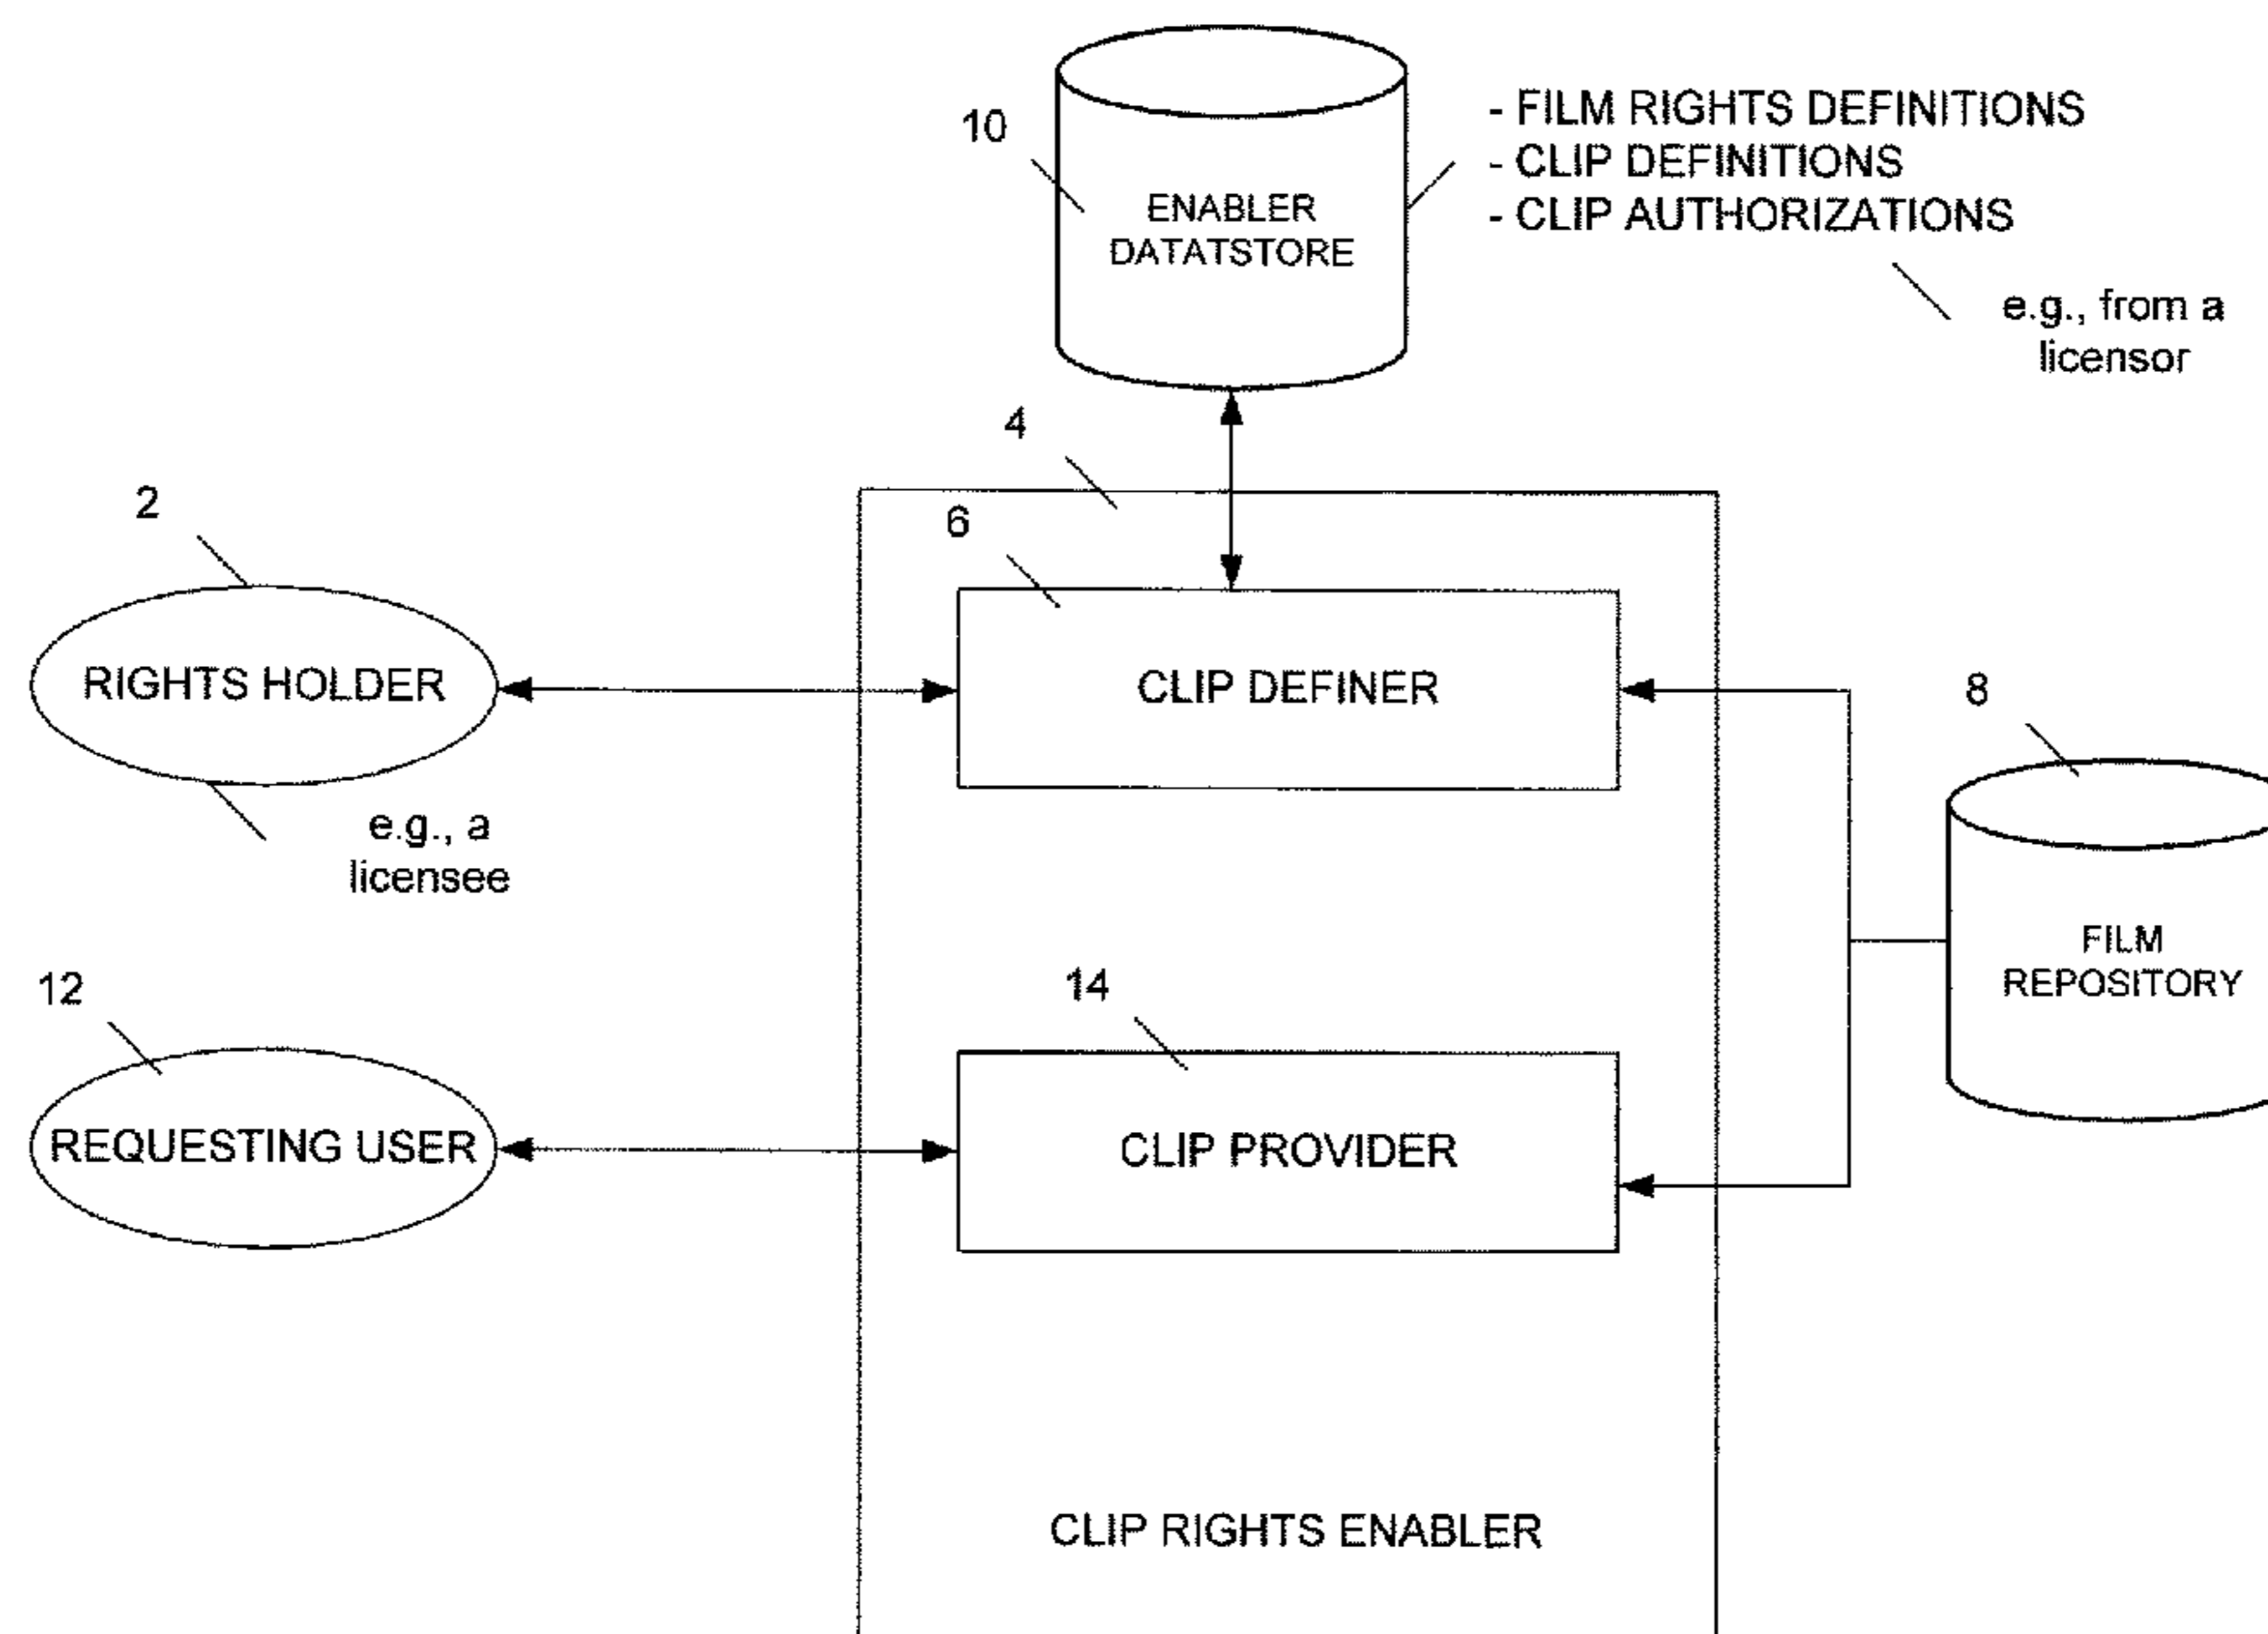 10
ENABLER
DATATSTORE
- FILM RIGHTS DEFINITIONS
- CLIP DEFINITIONS
- CLIP AUTHORIZATIONS
e.g., from a
licensor
4
2
6
RIGHTS HOLDER
CLIP DEFINER
8
e.g., a
licensee
FILM
REPOSITORY
12
14
REQUESTING USER
CLIP PROVIDER
CLIP RIGHTS ENABLER